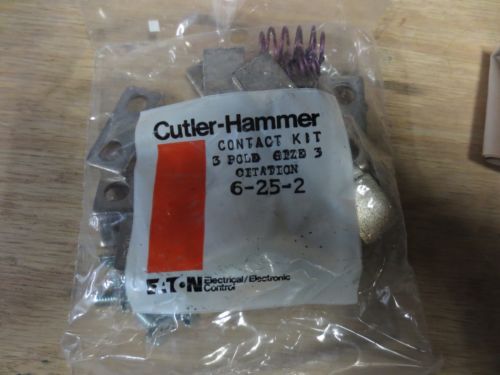 Cutler-Hammer
CONTACT KIT
3 POLE SIZE 3
CITATION
6-25-2
EATON Electrical/Electronic
Control